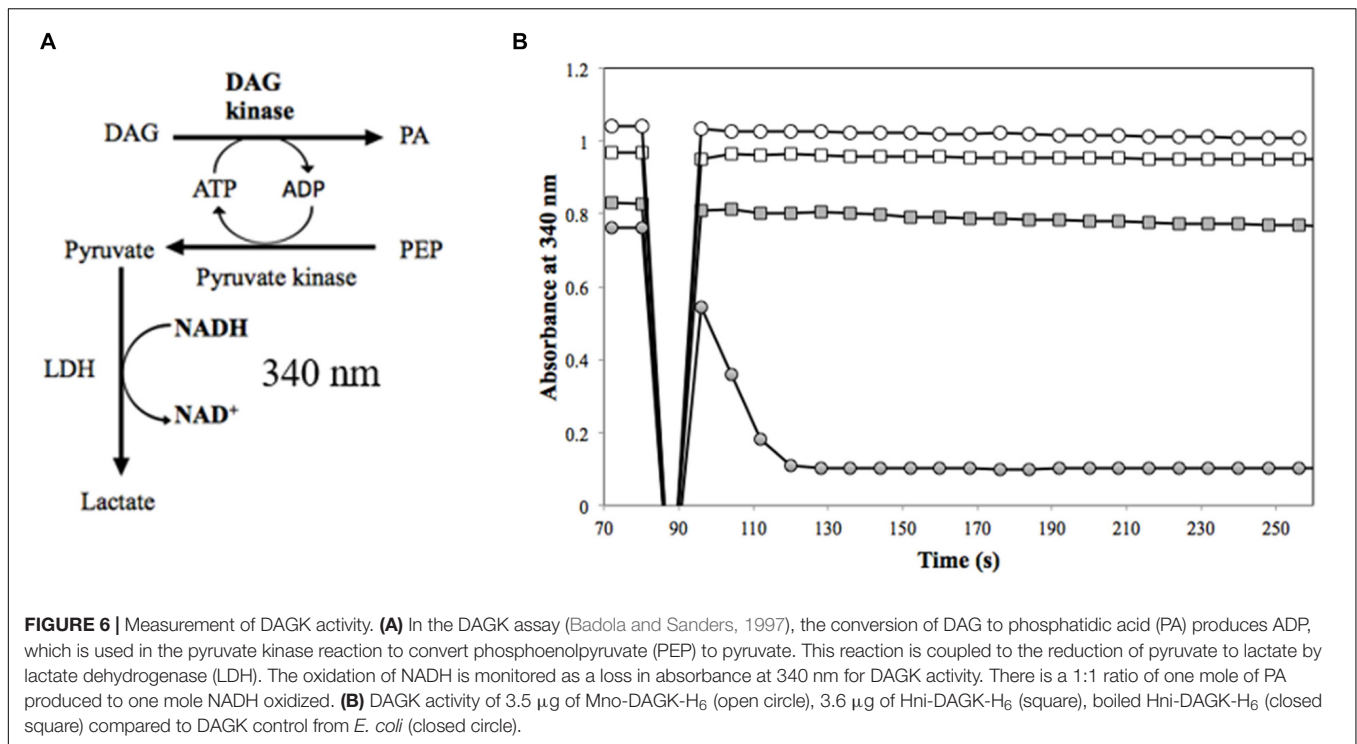 A
DAG
kinase
DAG
PA
ATP
ADP
Pyruvate
PEP
Pyruvate kinase
NADH
LDH
340 nm
NAD⁺
Lactate
B
1.2
1
0.8
0.6
0.4
0.2
0
Absorbance at 340 nm
70 90 110 130 150 170 190 210 230 250
Time (s)
FIGURE 6 | Measurement of DAGK activity. (A) In the DAGK assay (Badola and Sanders, 1997), the conversion of DAG to phosphatidic acid (PA) produces ADP,
which is used in the pyruvate kinase reaction to convert phosphoenolpyruvate (PEP) to pyruvate. This reaction is coupled to the reduction of pyruvate to lactate by
lactate dehydrogenase (LDH). The oxidation of NADH is monitored as a loss in absorbance at 340 nm for DAGK activity. There is a 1:1 ratio of one mole of PA
produced to one mole NADH oxidized. (B) DAGK activity of 3.5 μg of Mno-DAGK-H₆ (open circle), 3.6 μg of Hni-DAGK-H₆ (square), boiled Hni-DAGK-H₆ (closed
square) compared to DAGK control from E. coli (closed circle).